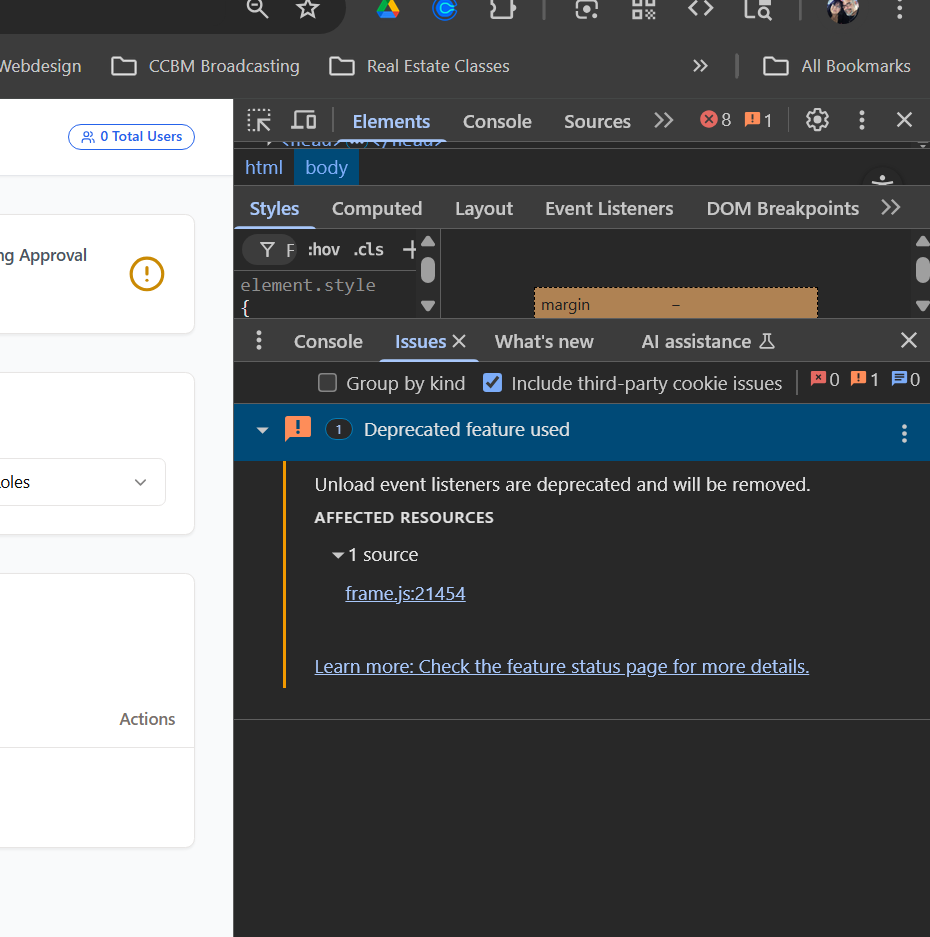 Webdesign CCBM Broadcasting Real Estate Classes All Bookmarks
0 Total Users
ng Approval
oles
Actions
Elements Console Sources 8 1
<head> </head>
html body
Styles Computed Layout Event Listeners DOM Breakpoints
F :hov .cls
element.style
{
margin –
Console Issues What's new AI assistance
Group by kind Include third-party cookie issues 0 1 0
1 Deprecated feature used
Unload event listeners are deprecated and will be removed.
AFFECTED RESOURCES
1 source
frame.js:21454
Learn more: Check the feature status page for more details.